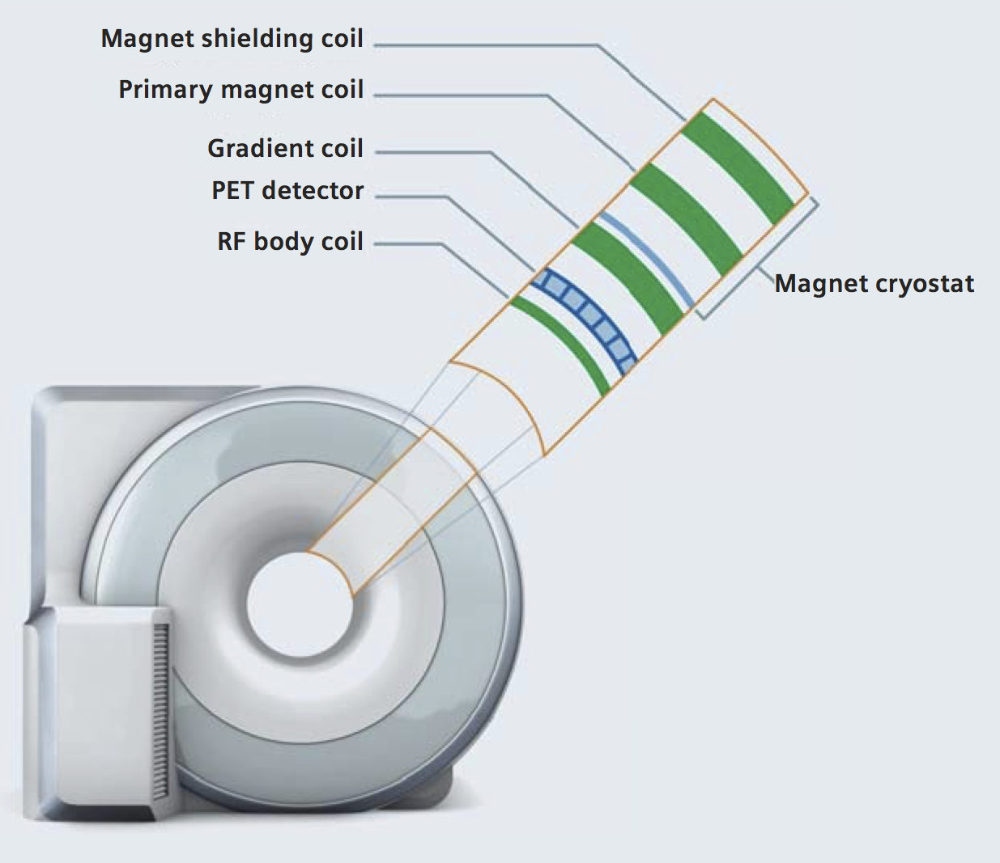 Magnet shielding coil
Primary magnet coil
Gradient coil
PET detector
RF body coil
Magnet cryostat